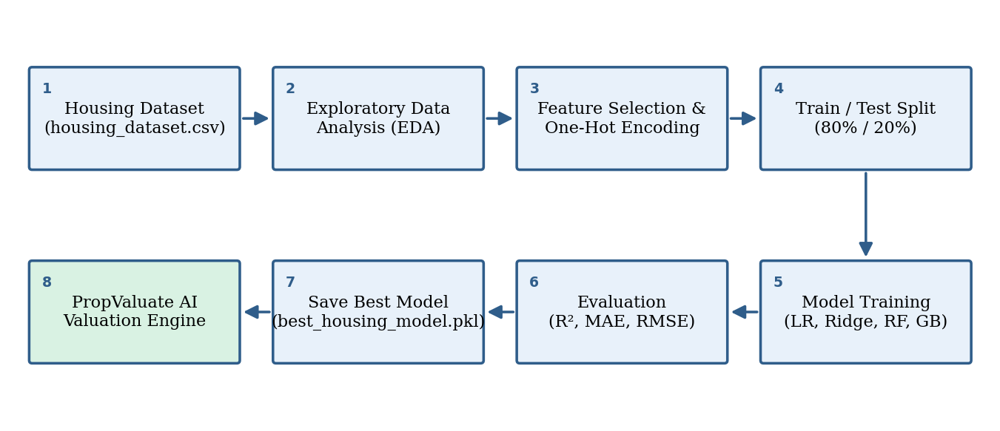 1
Housing Dataset
(housing_dataset.csv)
2
Exploratory Data
Analysis (EDA)
3
Feature Selection &
One-Hot Encoding
4
Train / Test Split
(80% / 20%)
5
Model Training
(LR, Ridge, RF, GB)
6
Evaluation
(R², MAE, RMSE)
7
Save Best Model
(best_housing_model.pkl)
8
PropValuate AI
Valuation Engine